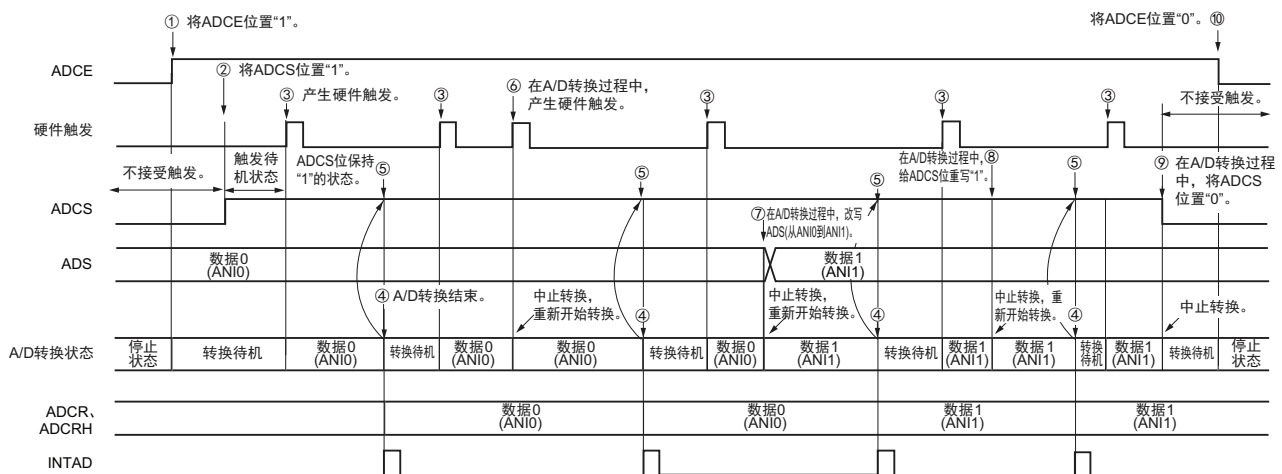 ① 将ADCE位置“1”。
将ADCE位置“0”。⑩
ADCE
② 将ADCS位置“1”。
③ 产生硬件触发。
③
⑥ 在A/D转换过程中，
产生硬件触发。
③
③
③
不接受触发。
硬件触发
不接受触发。
触发待
机状态
ADCS位保持
“1”的状态。
⑤
⑤
⑤
在A/D转换过程中，⑧
给ADCS位重写“1”。
⑤
⑨ 在A/D转换过程
中，将ADCS
位置“0”。
ADCS
⑦在A/D转换过程中，改写
ADS(从ANI0到ANI1)。
ADS
数据0
(ANI0)
数据1
(ANI1)
④ A/D转换结束。
中止转换，
重新开始转换。
④
中止转换，
重新开始转换。
④
中止转换，重
新开始转换。
④
中止转换。
A/D转换状态
停止
状态
转换待机
数据0
(ANI0)
转换待机
数据0
(ANI0)
数据0
(ANI0)
转换待机
数据0
(ANI0)
数据1
(ANI1)
转换待机
数据1
(ANI1)
数据1
(ANI1)
转换
待机
数据1
(ANI1)
转换待机
停止
状态
ADCR、
ADCRH
数据0
(ANI0)
数据0
(ANI0)
数据1
(ANI1)
数据1
(ANI1)
INTAD